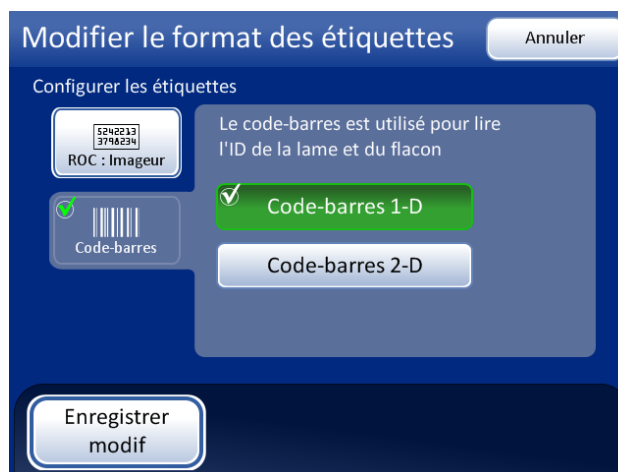 Modifier le format des étiquettes
Annuler
Configurer les étiquettes
5242213
3798234
ROC : Imageur
Code-barres
Le code-barres est utilisé pour lire
l'ID de la lame et du flacon
Code-barres 1-D
Code-barres 2-D
Enregistrer
modif